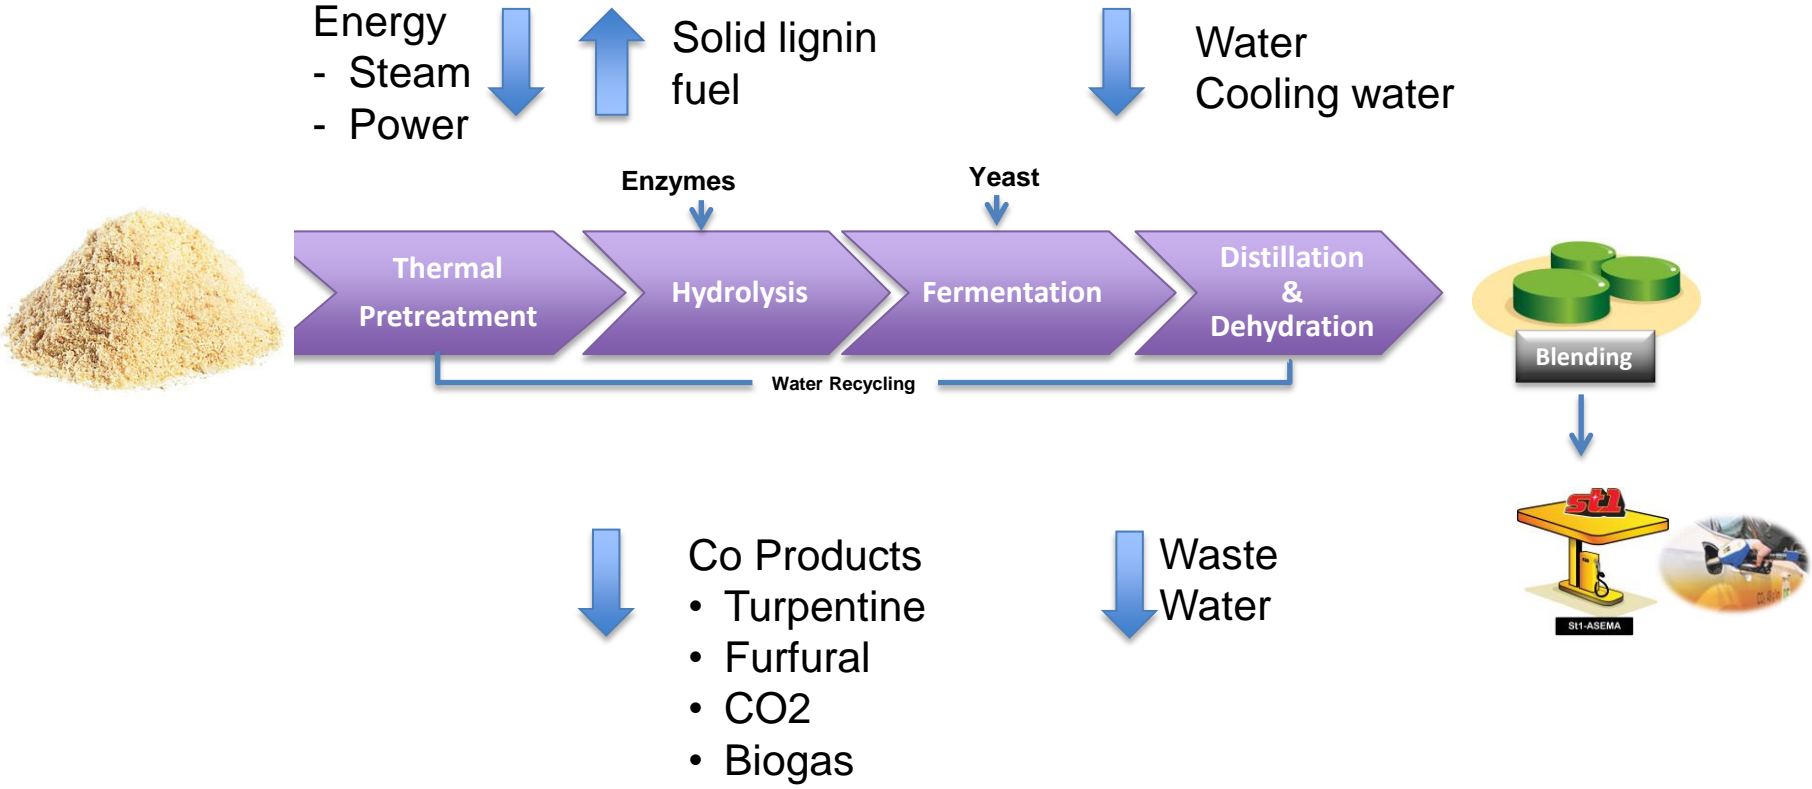 Energy
- Steam
- Power
Solid lignin
fuel
Water
Cooling water
Enzymes
Yeast
Thermal
Pretreatment
Hydrolysis
Fermentation
Distillation
&
Dehydration
Water Recycling
Blending
st1
St1-ASEMA
Co Products
• Turpentine
• Furfural
• CO2
• Biogas
Waste
Water